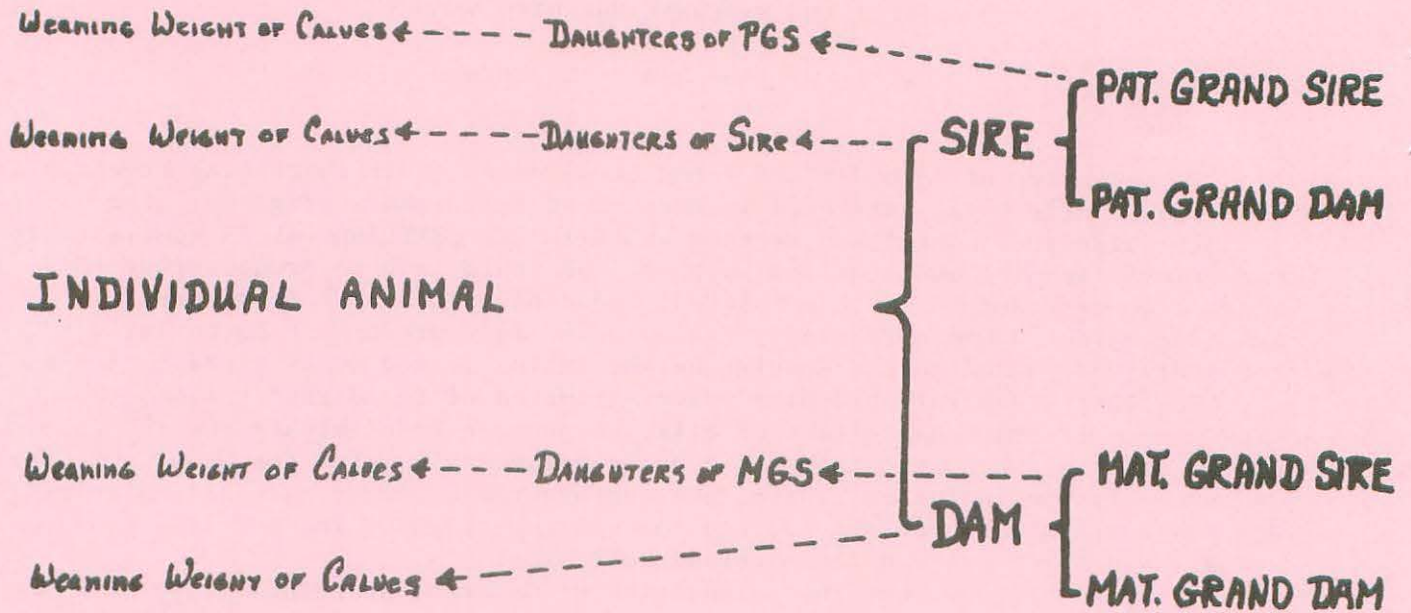 Weaning Weight of Calves Daughters of PGS
PAT. GRAND SIRE
Weaning Weight of Calves Daughters of Sire SIRE
PAT. GRAND DAM
INDIVIDUAL ANIMAL
Weaning Weight of Calves Daughters of MGS MAT. GRAND SIRE
DAM
Weaning Weight of Calves
MAT. GRAND DAM